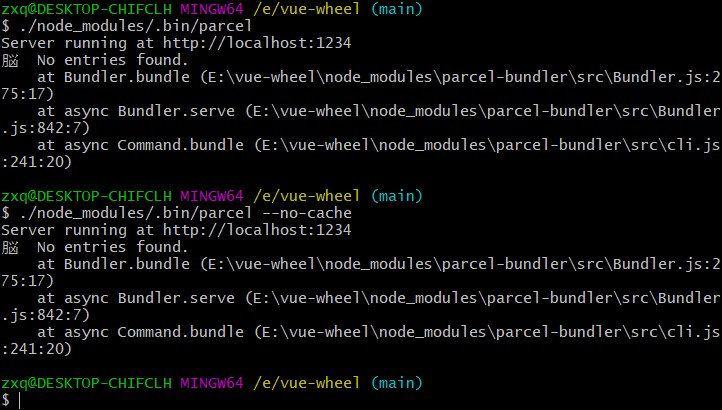 zxq@DESKTOP-CHIFCLH MINGW64 /e/vue-wheel (main)
$ ./node_modules/.bin/parcel
Server running at http://localhost:1234
脳  No entries found.
    at Bundler.bundle (E:\vue-wheel\node_modules\parcel-bundler\src\Bundler.js:2
75:17)
    at async Bundler.serve (E:\vue-wheel\node_modules\parcel-bundler\src\Bundler
.js:842:7)
    at async Command.bundle (E:\vue-wheel\node_modules\parcel-bundler\src\cli.js
:241:20)
zxq@DESKTOP-CHIFCLH MINGW64 /e/vue-wheel (main)
$ ./node_modules/.bin/parcel --no-cache
Server running at http://localhost:1234
脳  No entries found.
    at Bundler.bundle (E:\vue-wheel\node_modules\parcel-bundler\src\Bundler.js:2
75:17)
    at async Bundler.serve (E:\vue-wheel\node_modules\parcel-bundler\src\Bundler
.js:842:7)
    at async Command.bundle (E:\vue-wheel\node_modules\parcel-bundler\src\cli.js
:241:20)
zxq@DESKTOP-CHIFCLH MINGW64 /e/vue-wheel (main)
$